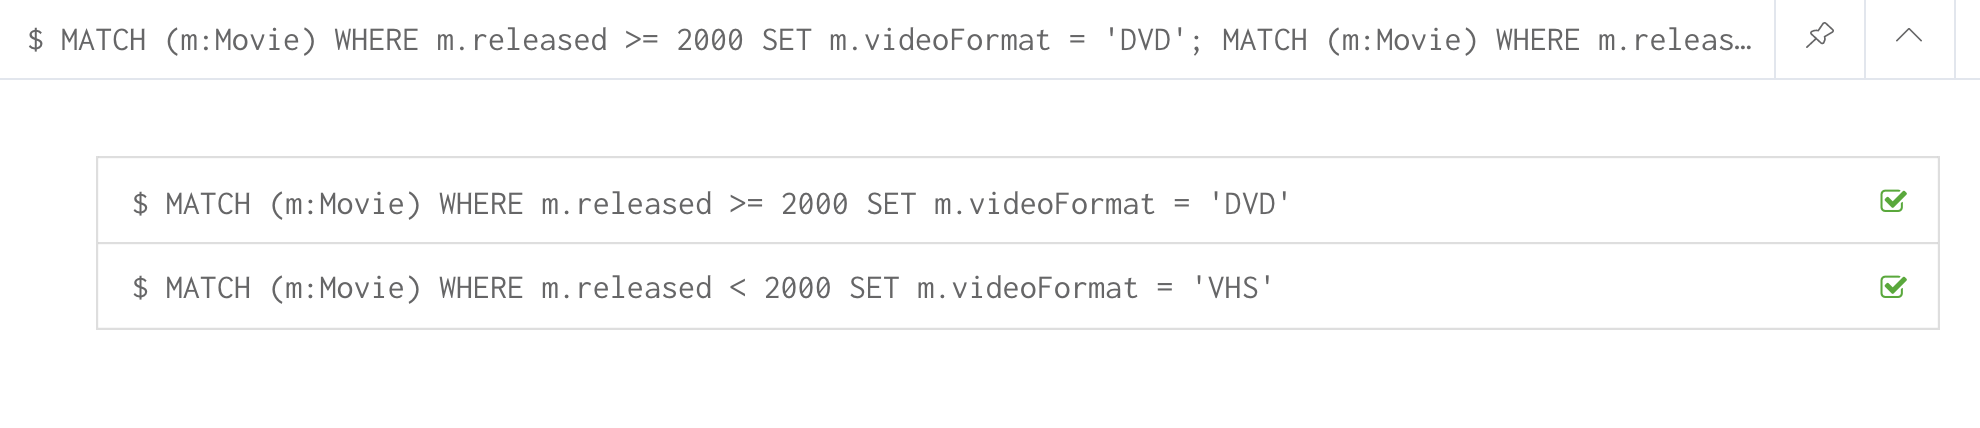 $ MATCH (m:Movie) WHERE m.released >= 2000 SET m.videoFormat = 'DVD'; MATCH (m:Movie) WHERE m.releas…
$ MATCH (m:Movie) WHERE m.released >= 2000 SET m.videoFormat = 'DVD'
$ MATCH (m:Movie) WHERE m.released < 2000 SET m.videoFormat = 'VHS'